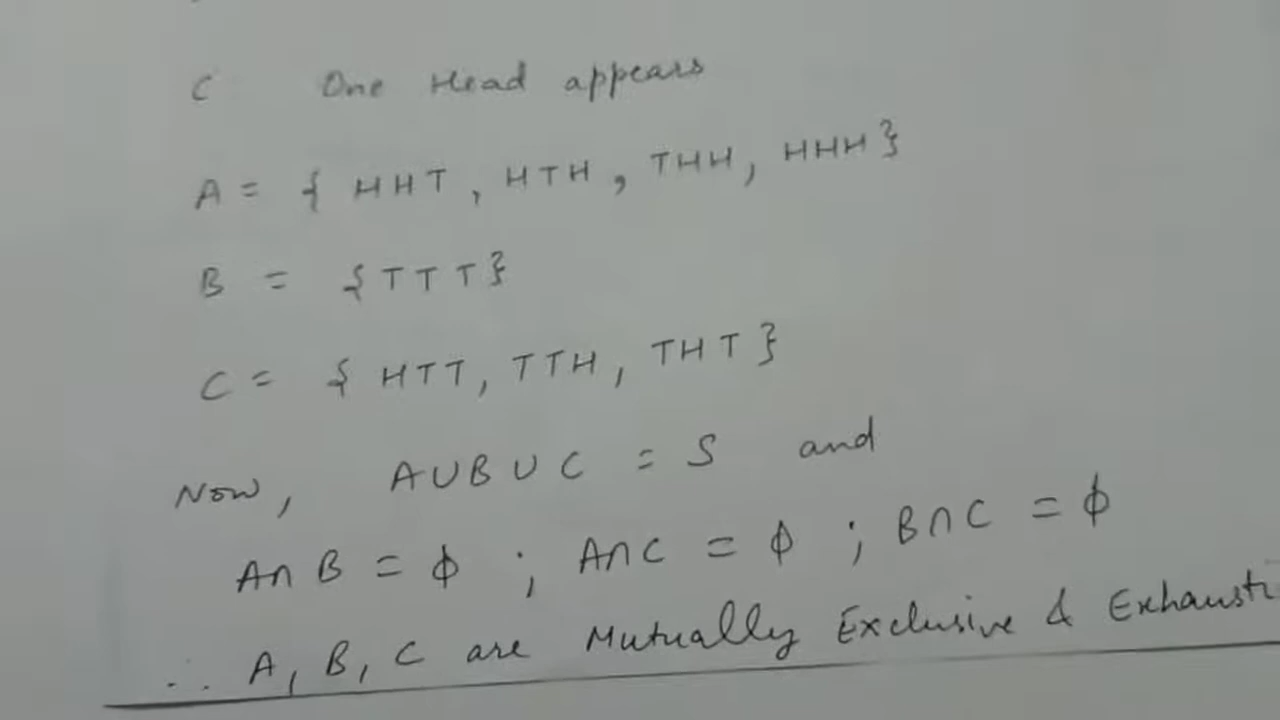 C One Head appears
A = { HHT, HTH, THH, HHH}
B = {TTT}
C = { HTT, TTH, THT}
Now, A∪B∪C = S and
A∩B = ϕ ; A∩C = ϕ ; B∩C = ϕ
∴ A, B, C are Mutually Exclusive & Exhausti